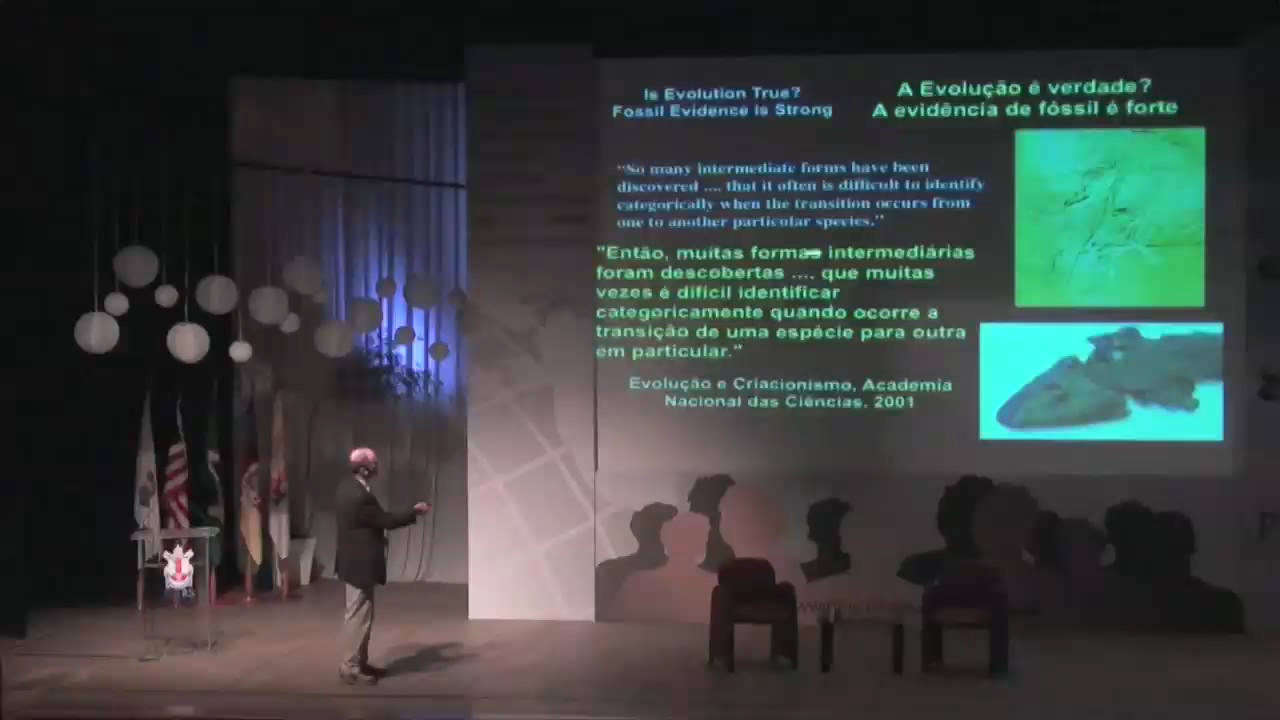 Is Evolution True?
Fossil Evidence is Strong
A Evolução é verdade?
A evidência de fóssil é forte
“So many intermediate forms have been
discovered .... that it often is difficult to identify
categorically when the transition occurs from
one to another particular species.”
"Então, muitas formas intermediárias
foram descobertas .... que muitas
vezes é difícil identificar
categoricamente quando ocorre a
transição de uma espécie para outra
em particular."
Evolução e Criacionismo, Academia
Nacional das Ciências. 2001